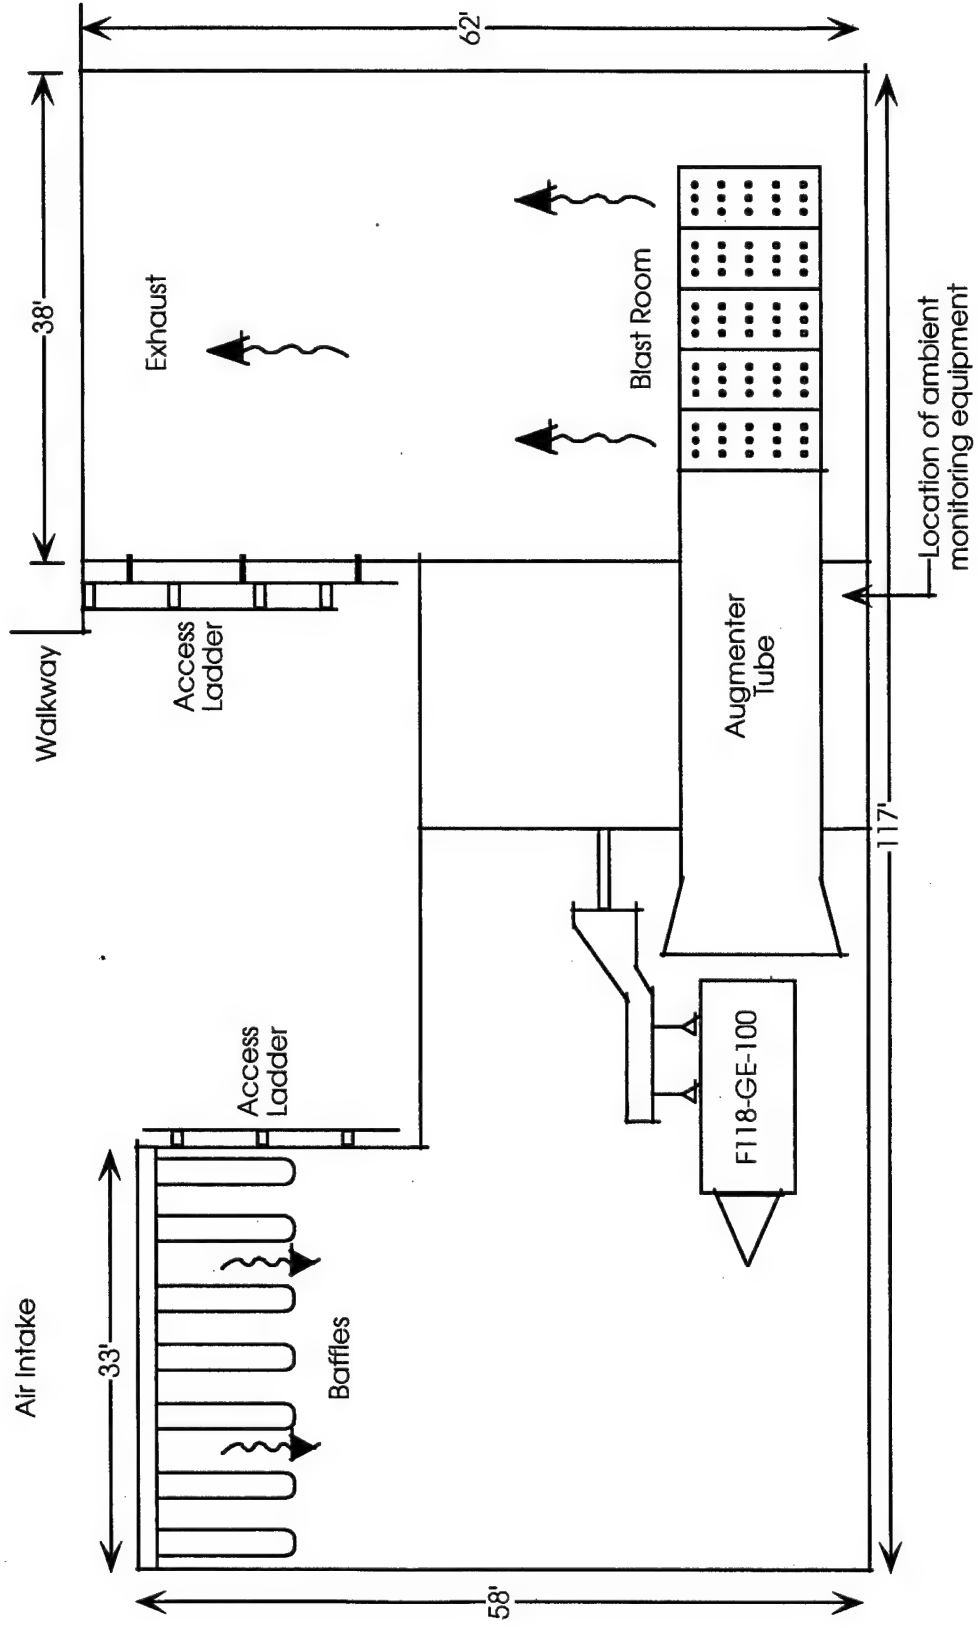 Air Intake
33'
58'
Baffles
Access
Ladder
F118-GE-100
Walkway
Access
Ladder
Augmenter
Tube
117'
38'
Exhaust
Blast Room
62'
Location of ambient
monitoring equipment